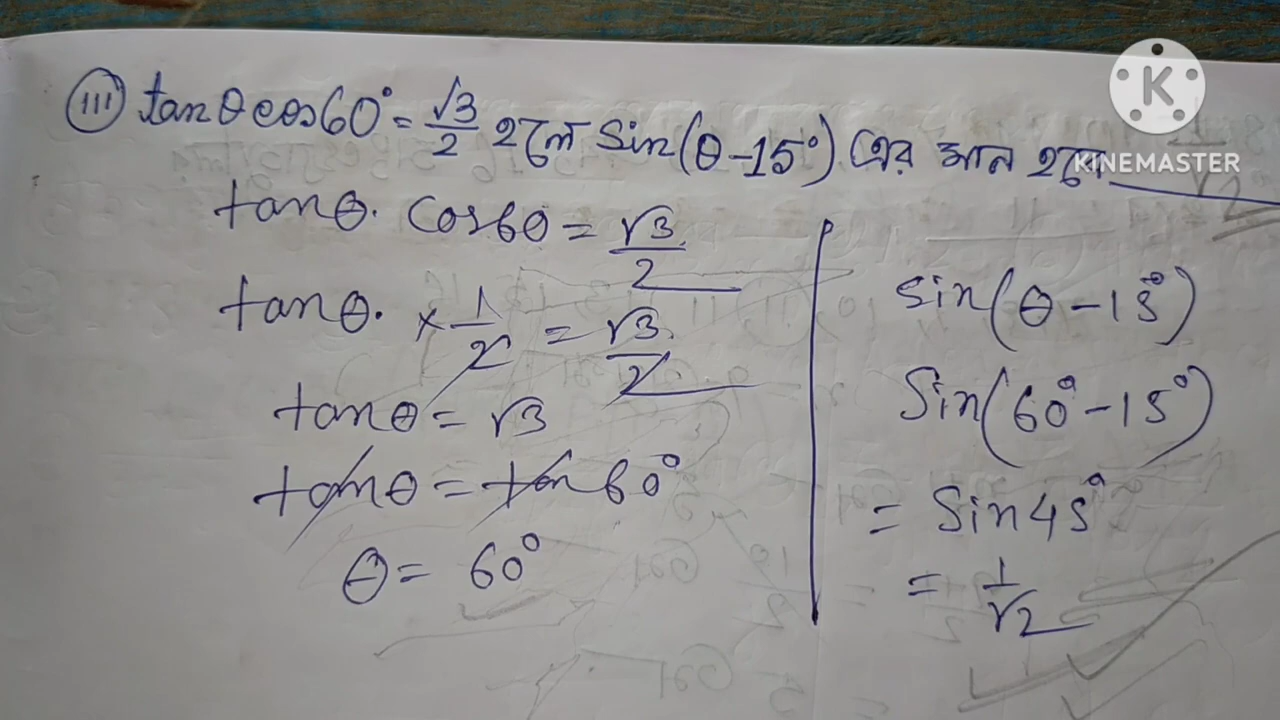 (iii) tanθ cos60° = √3/2 হলে sin(θ-15°) এর মান হবে
KINEMASTER
tanθ. cos60 = √3/2
tanθ. × 1/2 = √3/2
tanθ = √3
tanθ = tan60°
θ = 60°
sin(θ-15°)
Sin(60°-15°)
= Sin45°
= 1/√2